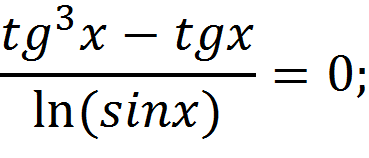 tg³x − tgx
ln(sinx)
= 0;